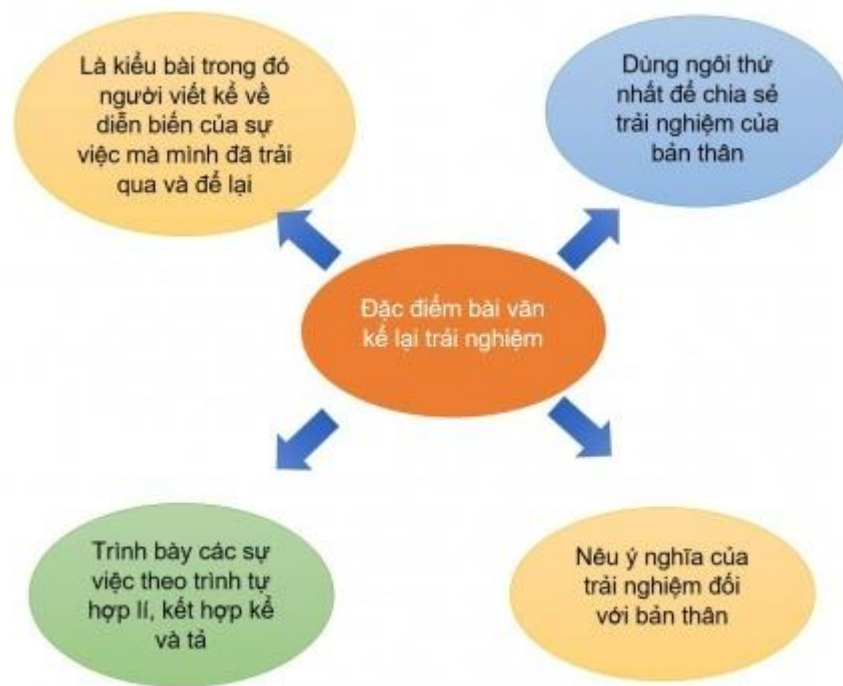 Là kiểu bài trong đó
người viết kể về
diễn biến của sự
việc mà mình đã trải
qua và để lại
Dùng ngôi thứ
nhất để chia sẻ
trải nghiệm của
bản thân
Đặc điểm bài văn
kể lại trải nghiệm
Trình bày các sự
việc theo trình tự
hợp lí, kết hợp kể
và tả
Nêu ý nghĩa của
trải nghiệm đối
với bản thân